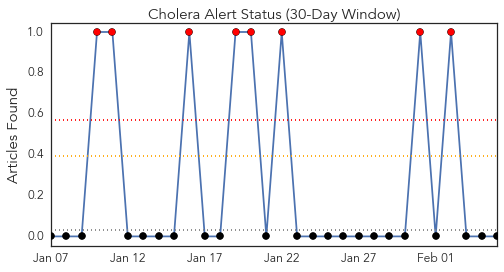 Cholera Alert Status (30-Day Window)
Articles Found
1.0
0.8
0.6
0.4
0.2
0.0
Jan 07 Jan 12 Jan 17 Jan 22 Jan 27 Feb 01